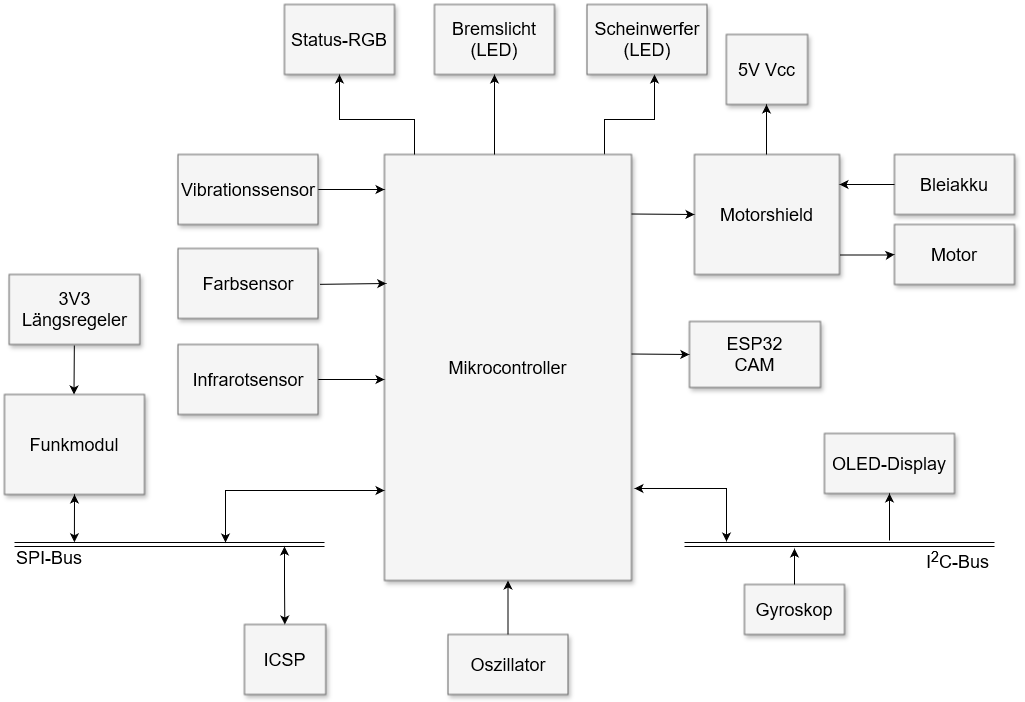 Status-RGB
Bremslicht
(LED)
Scheinwerfer
(LED)
5V Vcc
Vibrationssensor
Motorshield
Bleiakku
Motor
Farbsensor
3V3
Längsregeler
Infrarotsensor
Mikrocontroller
ESP32
CAM
Funkmodul
OLED-Display
SPI-Bus
I²C-Bus
Gyroskop
ICSP
Oszillator